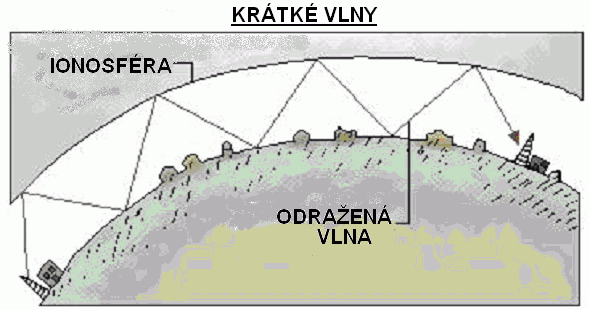 KRÁTKÉ VLNY
IONOSFÉRA
ODRAŽENÁ
VLNA